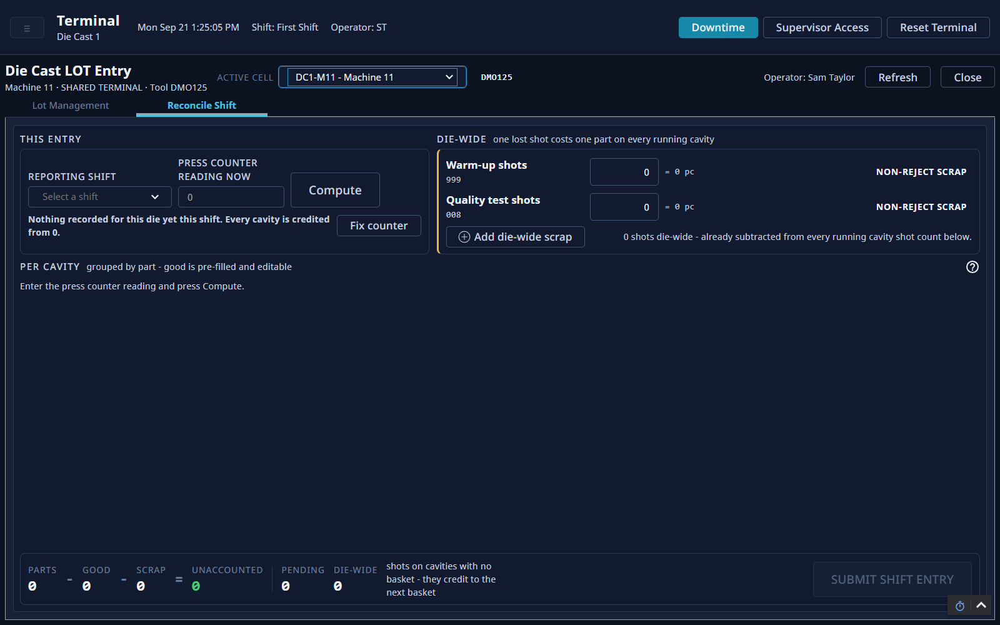 Terminal
Die Cast 1
Mon Sep 21 1:25:05 PM
Shift: First Shift
Operator: ST
Downtime
Supervisor Access
Reset Terminal
Die Cast LOT Entry
Machine 11 · SHARED TERMINAL · Tool DMO125
ACTIVE CELL
DC1-M11 - Machine 11
DMO125
Operator: Sam Taylor
Refresh
Close
Lot Management
Reconcile Shift
THIS ENTRY
REPORTING SHIFT
Select a shift
PRESS COUNTER
READING NOW
0
Compute
Nothing recorded for this die yet this shift. Every cavity is credited
from 0.
Fix counter
DIE-WIDE one lost shot costs one part on every running cavity
Warm-up shots
999
0
= 0 pc
NON-REJECT SCRAP
Quality test shots
008
0
= 0 pc
NON-REJECT SCRAP
Add die-wide scrap
0 shots die-wide - already subtracted from every running cavity shot count below.
PER CAVITY grouped by part - good is pre-filled and editable
Enter the press counter reading and press Compute.
PARTS
0
-
GOOD
0
-
SCRAP
0
=
UNACCOUNTED
0
PENDING
0
DIE-WIDE
0
shots on cavities with no
basket - they credit to the
next basket
SUBMIT SHIFT ENTRY